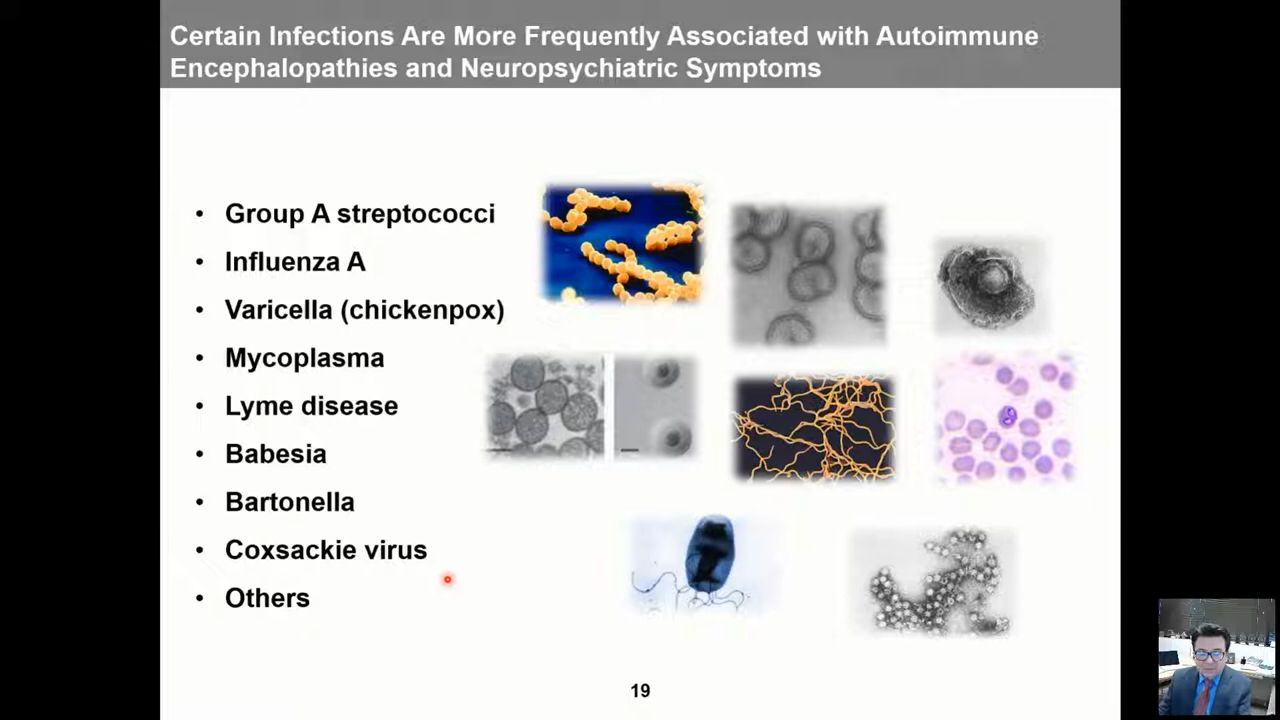 Certain Infections Are More Frequently Associated with Autoimmune
Encephalopathies and Neuropsychiatric Symptoms
• Group A streptococci
• Influenza A
• Varicella (chickenpox)
• Mycoplasma
• Lyme disease
• Babesia
• Bartonella
• Coxsackie virus
• Others
19